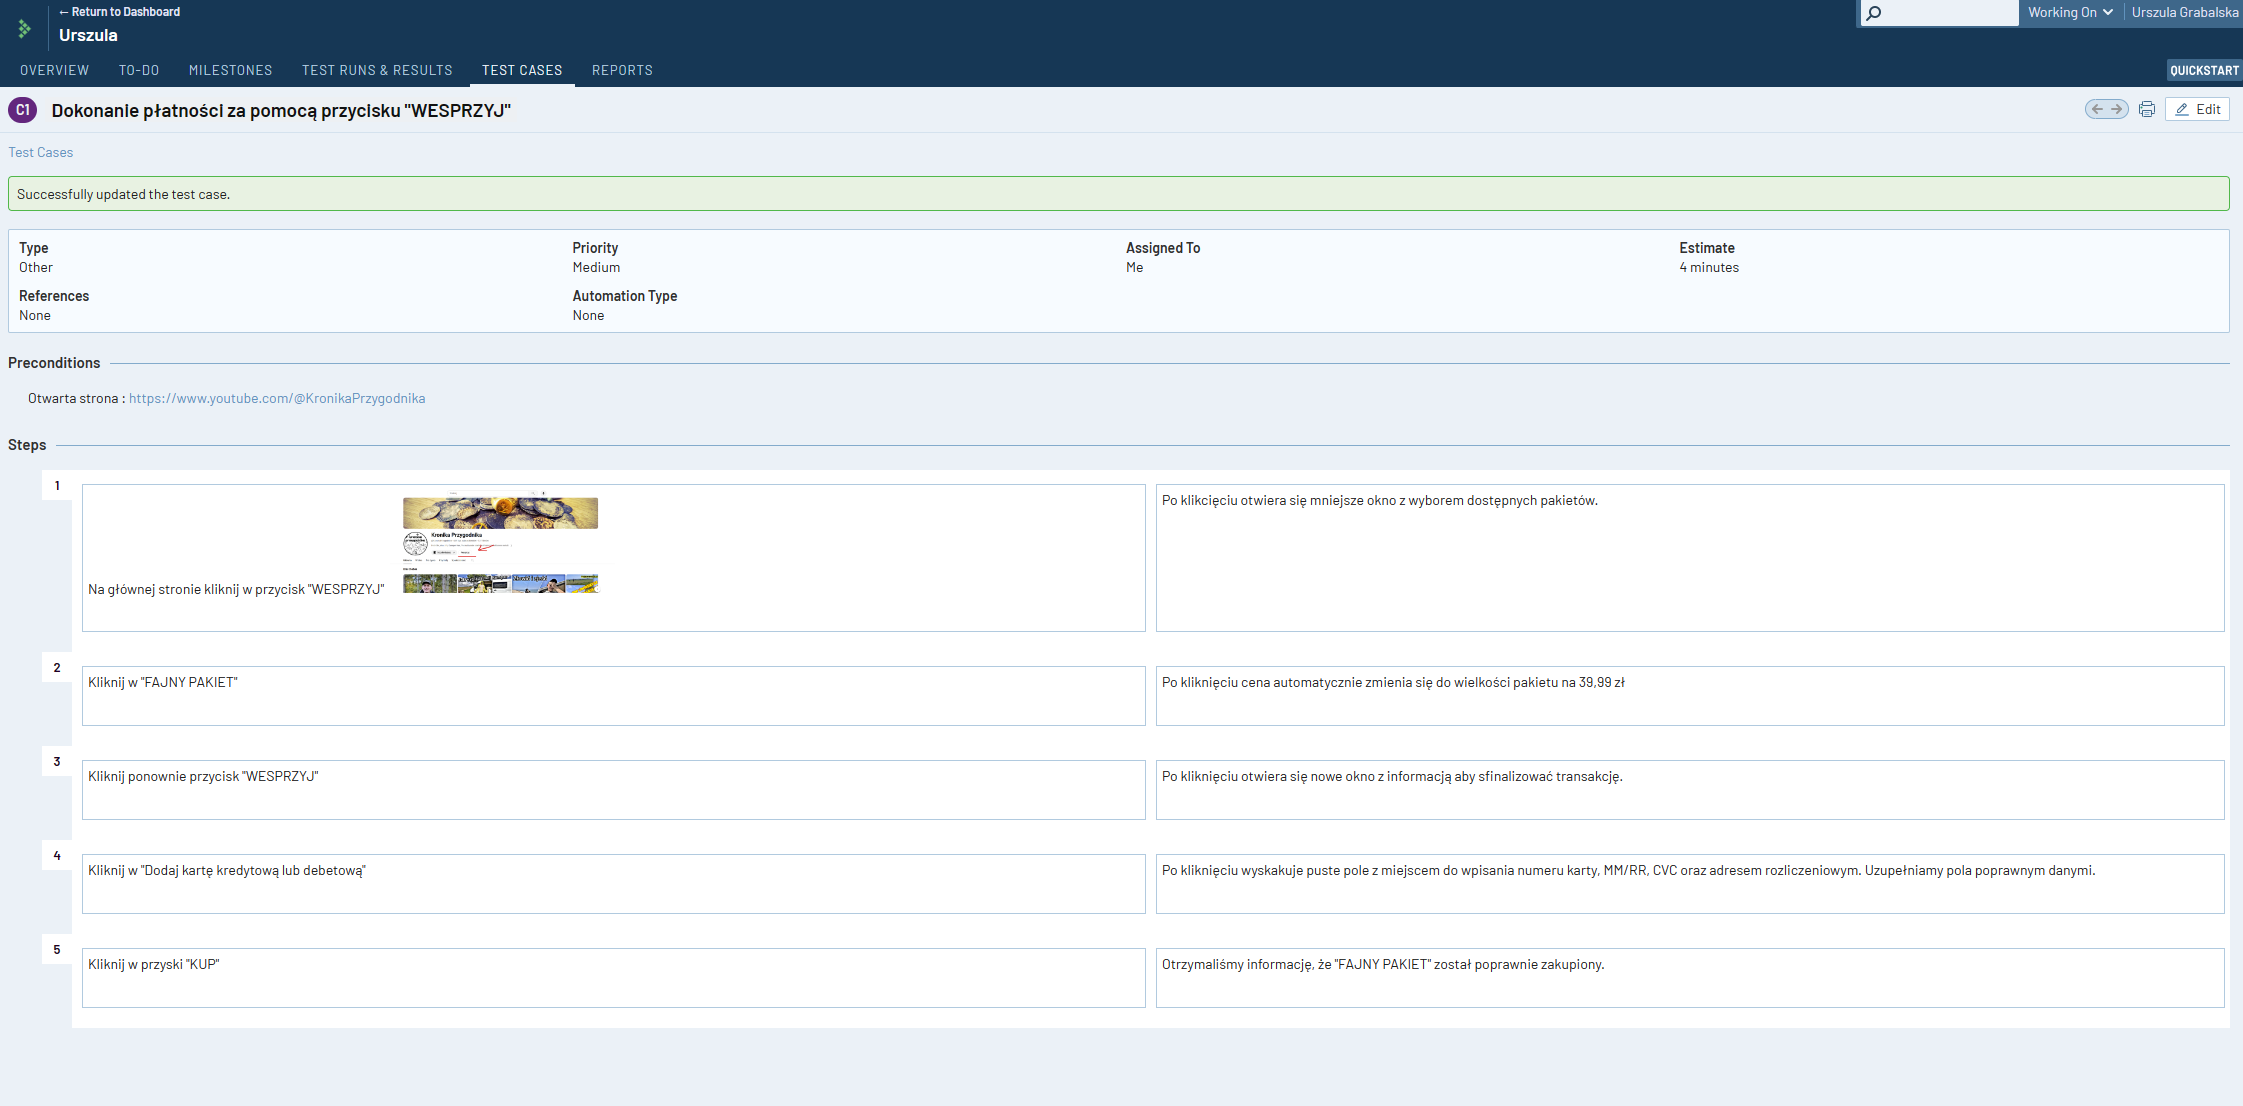 ← Return to Dashboard
Working On
Urszula Grabalska
Urszula
OVERVIEW TO-DO MILESTONES TEST RUNS & RESULTS TEST CASES REPORTS
QUICKSTART
C1 Dokonanie płatności za pomocą przycisku "WESPRZYJ"
Edit
Test Cases
Successfully updated the test case.
Type Priority Assigned To Estimate
Other Medium Me 4 minutes
References Automation Type
None None
Preconditions
Otwarta strona : https://www.youtube.com/@KronikaPrzygodnika
Steps
1
Kronika Przygodnika
Na głównej stronie kliknij w przycisk "WESPRZYJ"
Po klikcięciu otwiera się mniejsze okno z wyborem dostępnych pakietów.
2
Kliknij w "FAJNY PAKIET"
Po kliknięciu cena automatycznie zmienia się do wielkości pakietu na 39,99 zł
3
Kliknij ponownie przycisk "WESPRZYJ"
Po kliknięciu otwiera się nowe okno z informacją aby sfinalizować transakcję.
4
Kliknij w "Dodaj kartę kredytową lub debetową"
Po kliknięciu wyskakuje puste pole z miejscem do wpisania numeru karty, MM/RR, CVC oraz adresem rozliczeniowym. Uzupełniamy pola poprawnym danymi.
5
Kliknij w przyski "KUP"
Otrzymaliśmy informację, że "FAJNY PAKIET" został poprawnie zakupiony.